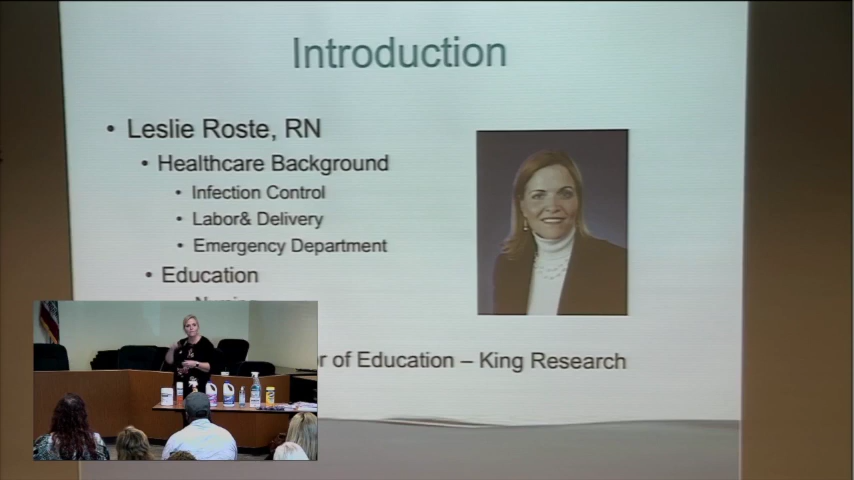 Introduction
• Leslie Roste, RN
• Healthcare Background
• Infection Control
• Labor& Delivery
• Emergency Department
• Education
of Education – King Research